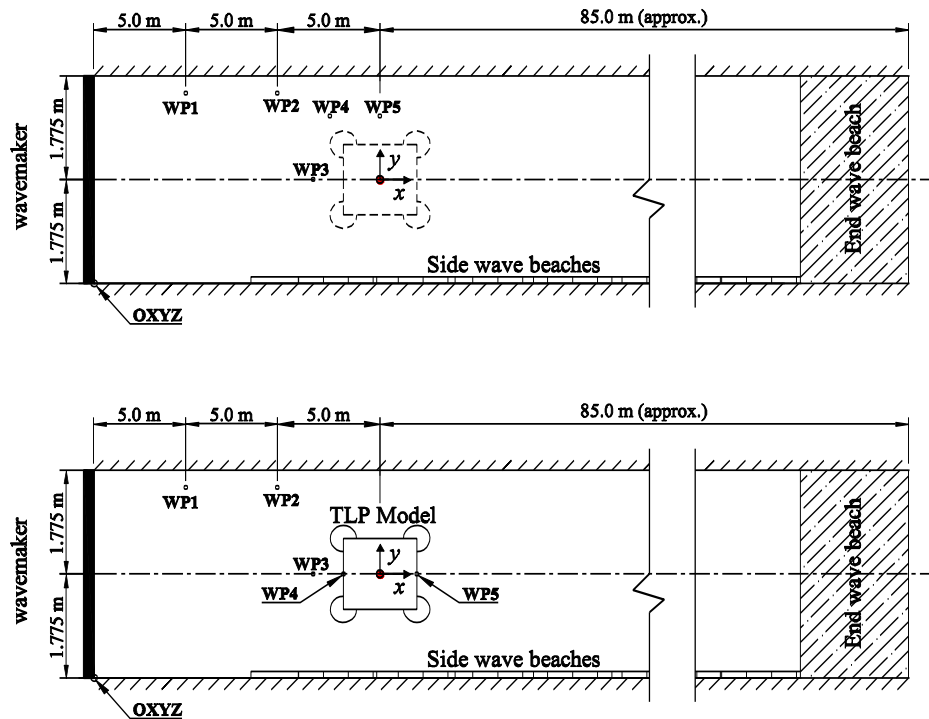 5.0 m
5.0 m
5.0 m
85.0 m (approx.)
wavemaker
1.775 m
1.775 m
WP1
WP2
WP4
WP5
WP3
y
x
Side wave beaches
End wave beach
OXYZ
5.0 m
5.0 m
5.0 m
85.0 m (approx.)
wavemaker
1.775 m
1.775 m
WP1
WP2
TLP Model
WP3
y
x
WP4
WP5
Side wave beaches
End wave beach
OXYZ